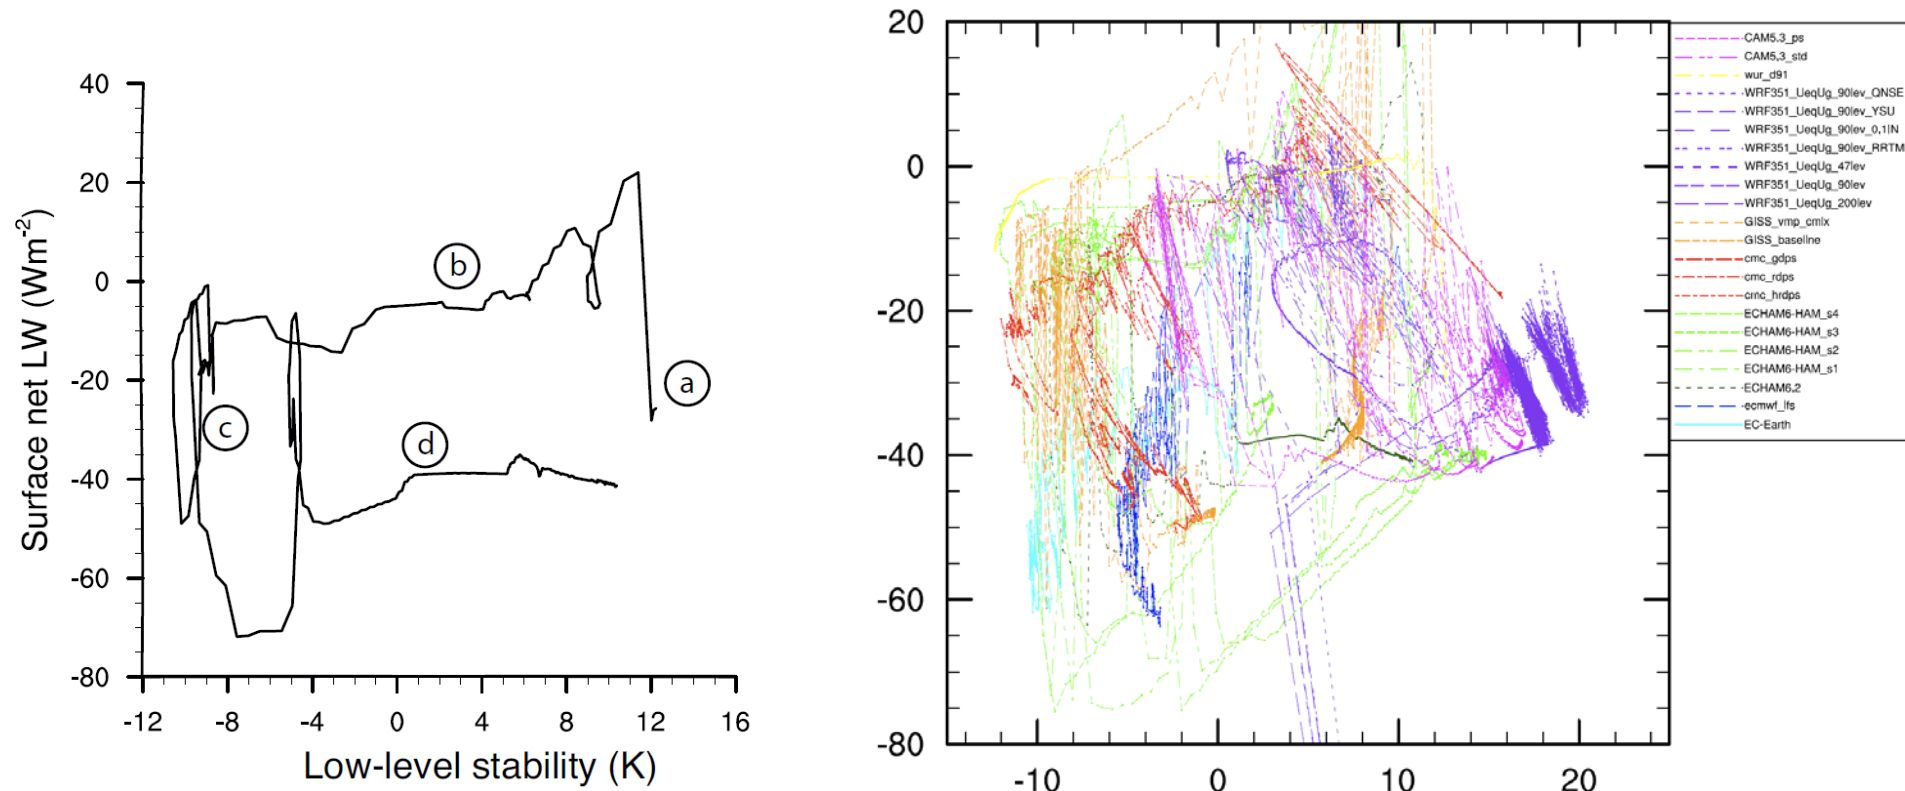 40
20
0
-20
-40
-60
-80
-12
-8
-4
0
4
8
12
16
Surface net LW (Wm-2)
Low-level stability (K)
a
b
c
d
20
0
-20
-40
-60
-80
-10
0
10
20
CAM5.3_ps
CAM5.3_std
wur_d91
WRF351_UeqUg_90lev_QNSE
WRF351_UeqUg_90lev_YSU
WRF351_UeqUg_90lev_0,1IN
WRF351_UeqUg_90lev_RRTM
WRF351_UeqUg_47lev
WRF351_UeqUg_90lev
WRF351_UeqUg_200lev
GISS_vmp_cmix
GISS_baseline
cmc_gdps
cmc_rdps
cmc_hrdps
ECHAM6-HAM_s4
ECHAM6-HAM_s3
ECHAM6-HAM_s2
ECHAM6-HAM_s1
ECHAM6.2
ecmwf_ifs
EC-Earth